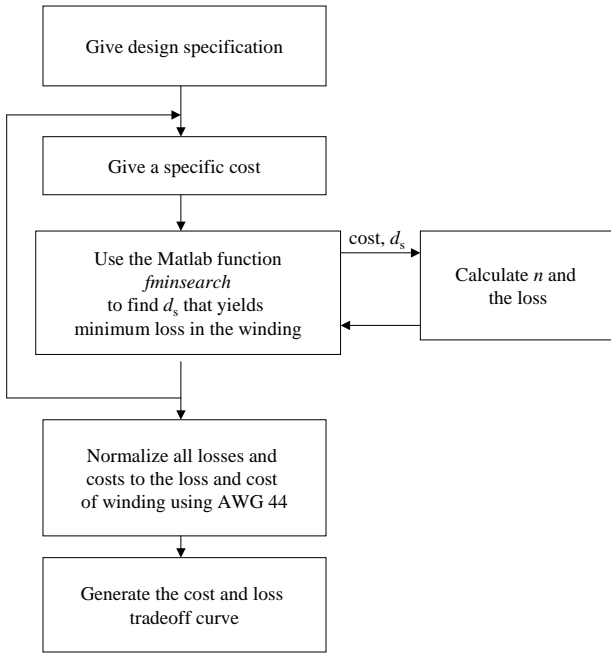 Give design specification
Give a specific cost
Use the Matlab function
fminsearch
to find ds that yields
minimum loss in the winding
cost, ds
Calculate n and
the loss
Normalize all losses and
costs to the loss and cost
of winding using AWG 44
Generate the cost and loss
tradeoff curve